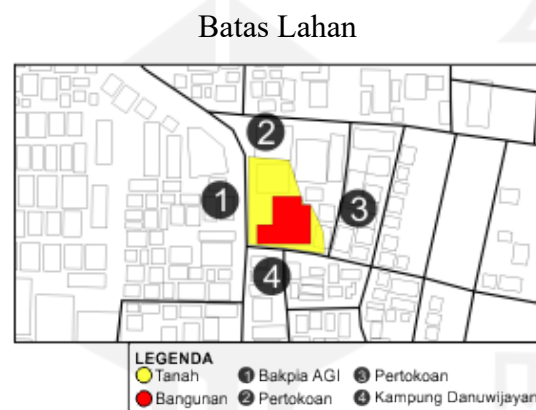 Batas Lahan
2
1
3
4
LEGENDA
Tanah 1 Bakpia AGI 3 Pertokoan
Bangunan 2 Pertokoan 4 Kampung Danuwijayan